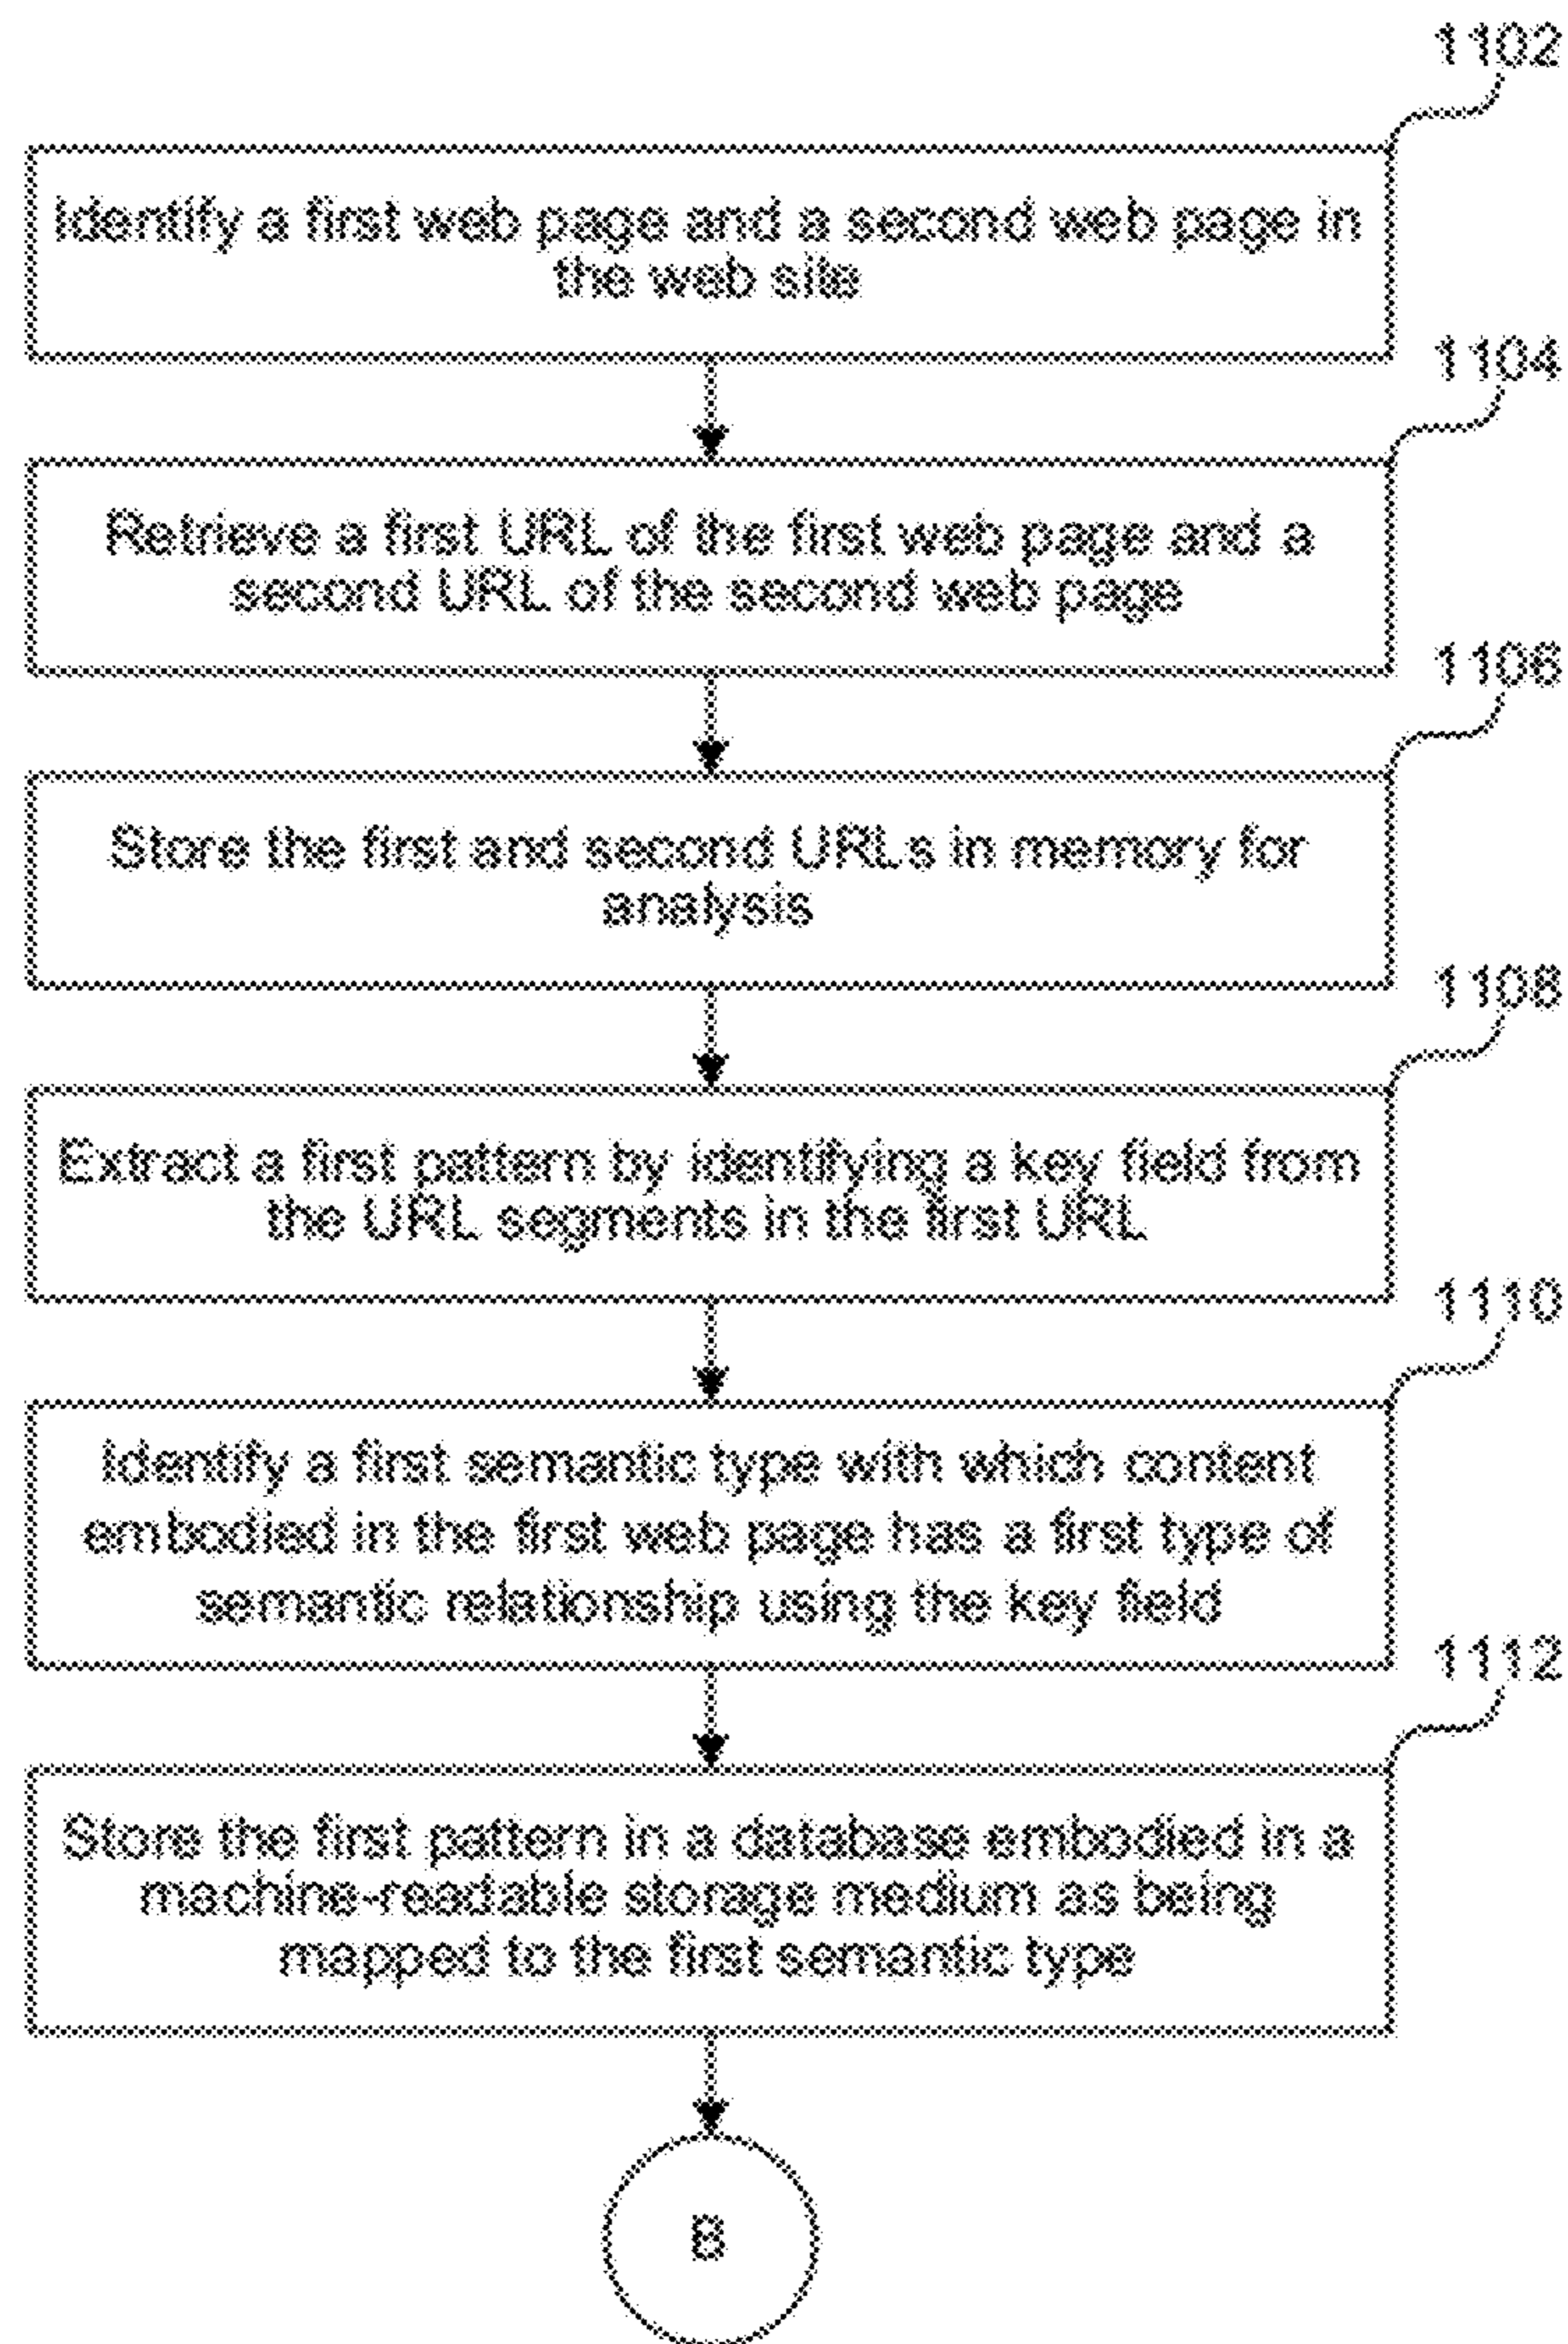 1102
Identify a first web page and a second web page in
the web site
1104
Retrieve a first URL of the first web page and a
second URL of the second web page
1106
Store the first and second URLs in memory for
analysis
1108
Extract a first pattern by identifying a key field from
the URL segments in the first URL
1110
Identify a first semantic type with which content
embodied in the first web page has a first type of
semantic relationship using the key field
1112
Store the first pattern in a database embodied in a
machine-readable storage medium as being
mapped to the first semantic type
B